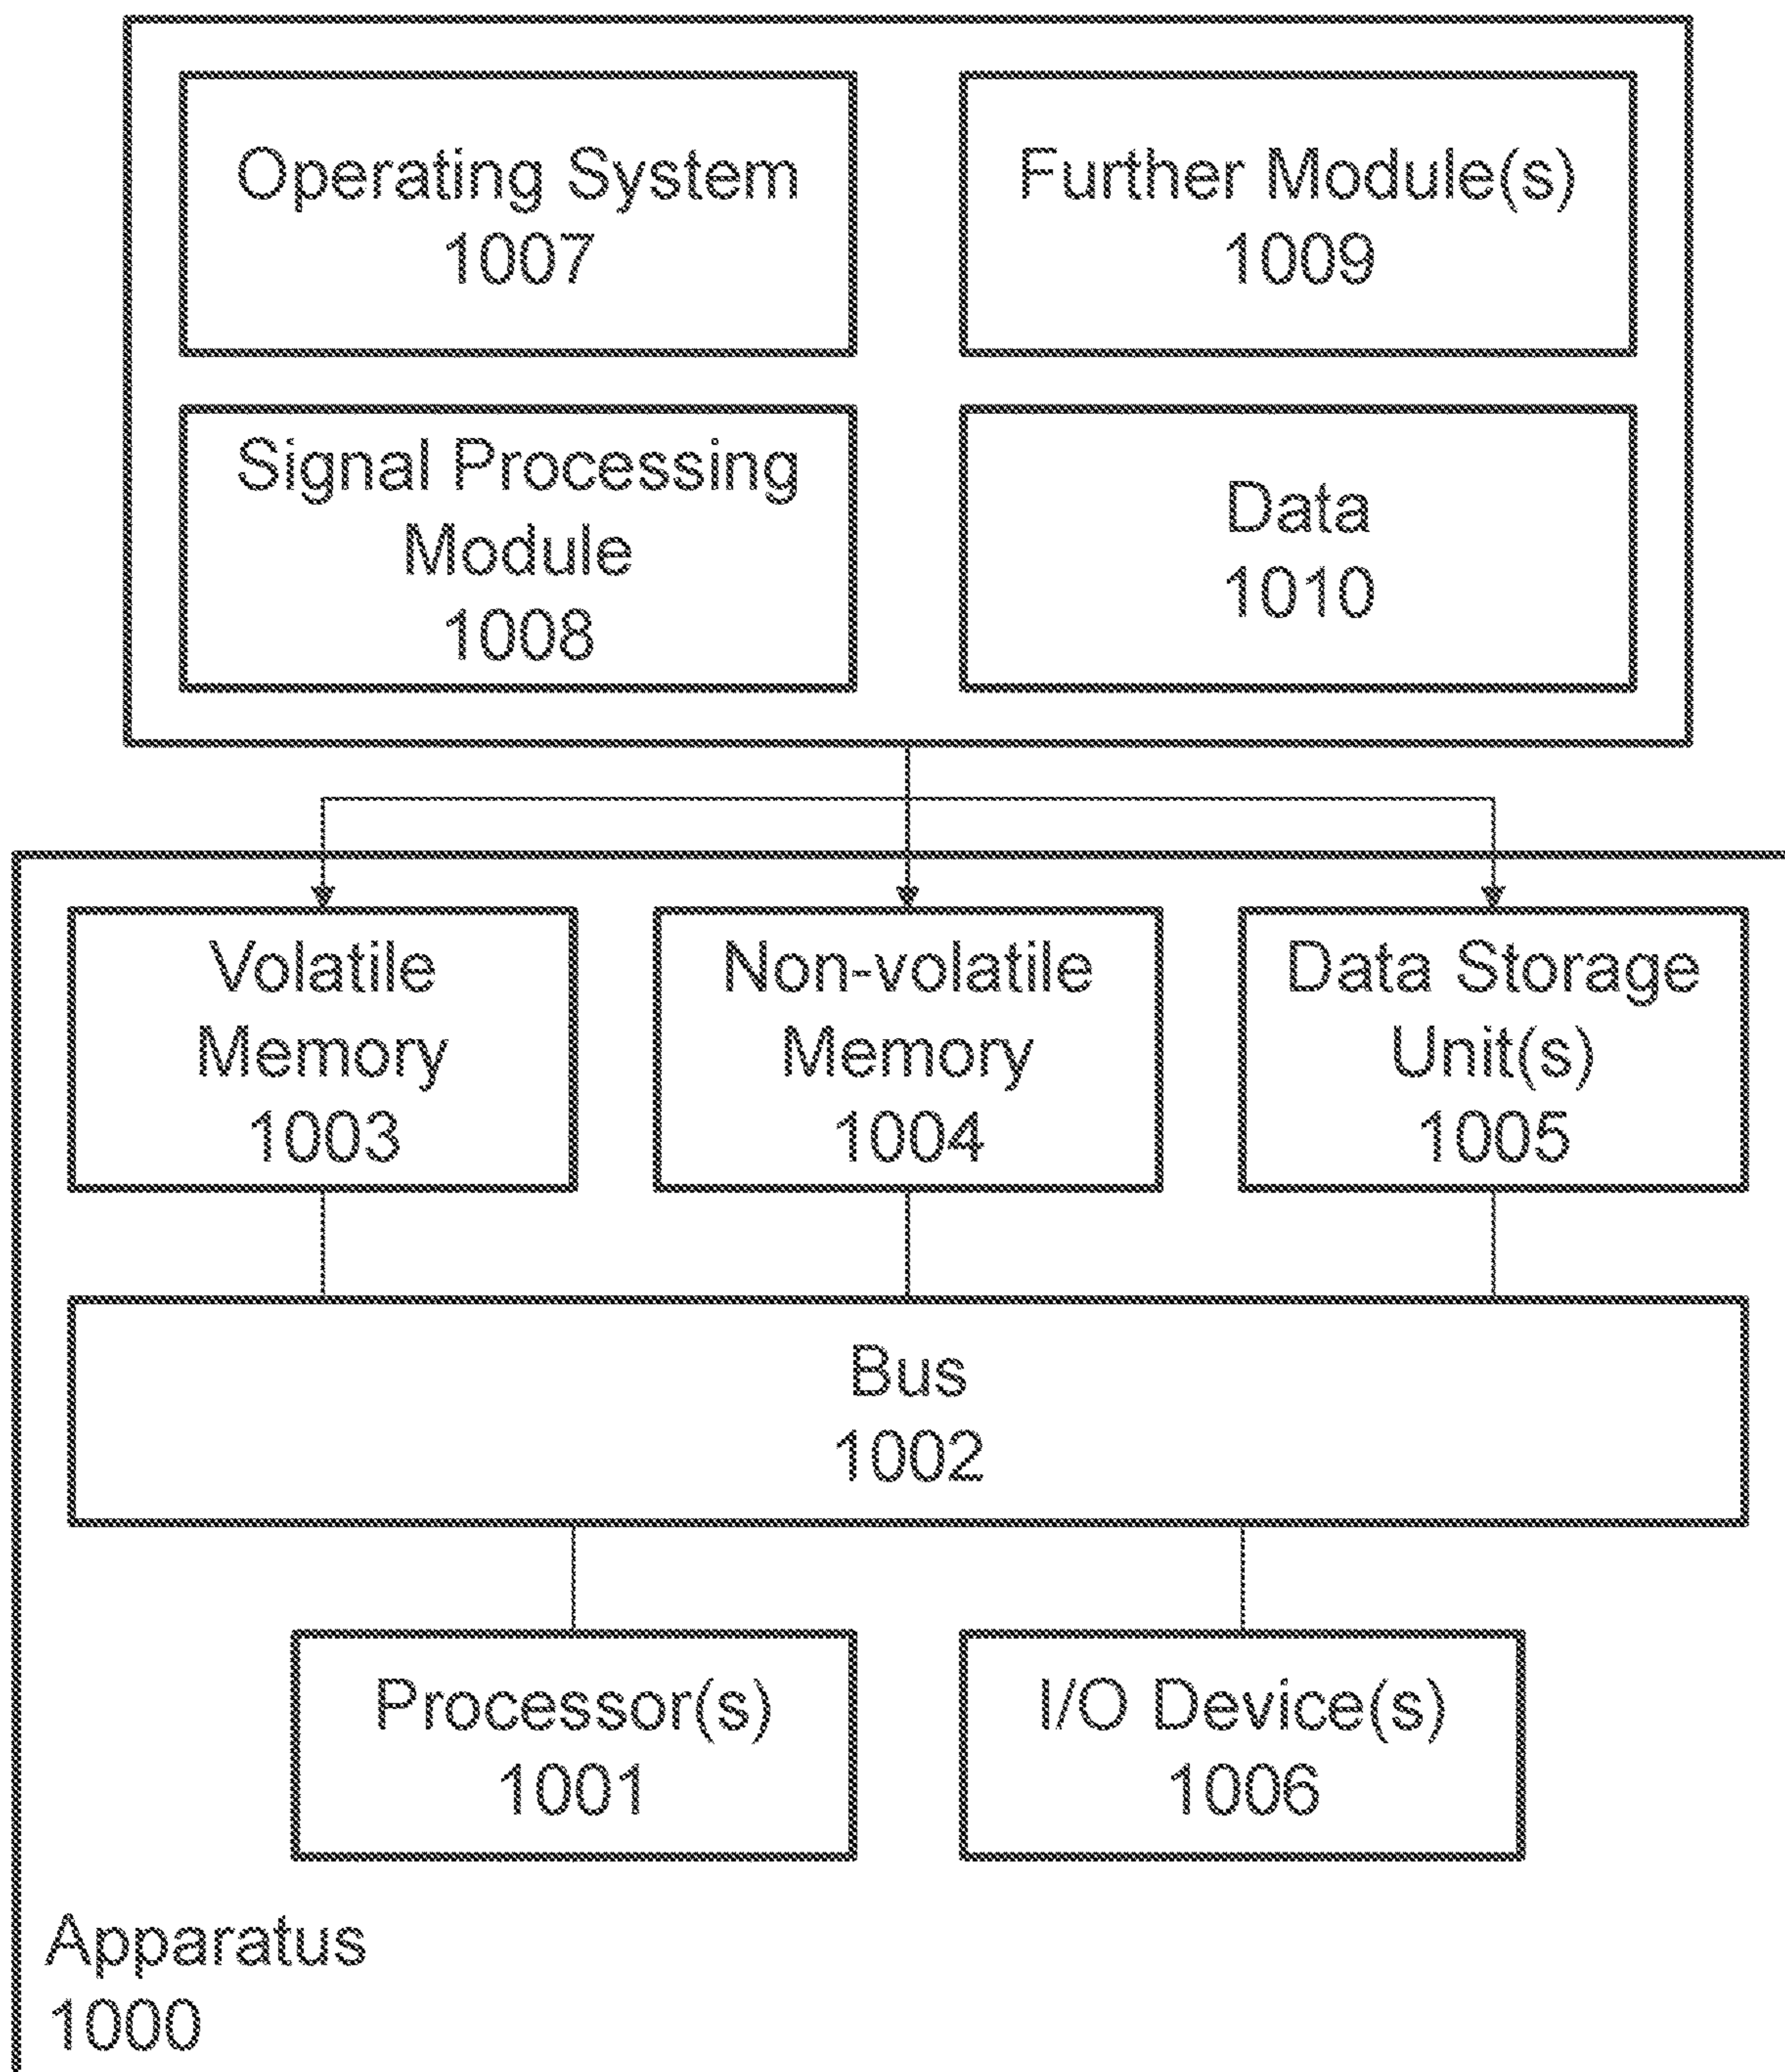 Operating System
1007
Further Module(s)
1009
Signal Processing
Module
1008
Data
1010
Volatile
Memory
1003
Non-volatile
Memory
1004
Data Storage
Unit(s)
1005
Bus
1002
Processor(s)
1001
I/O Device(s)
1006
Apparatus
1000